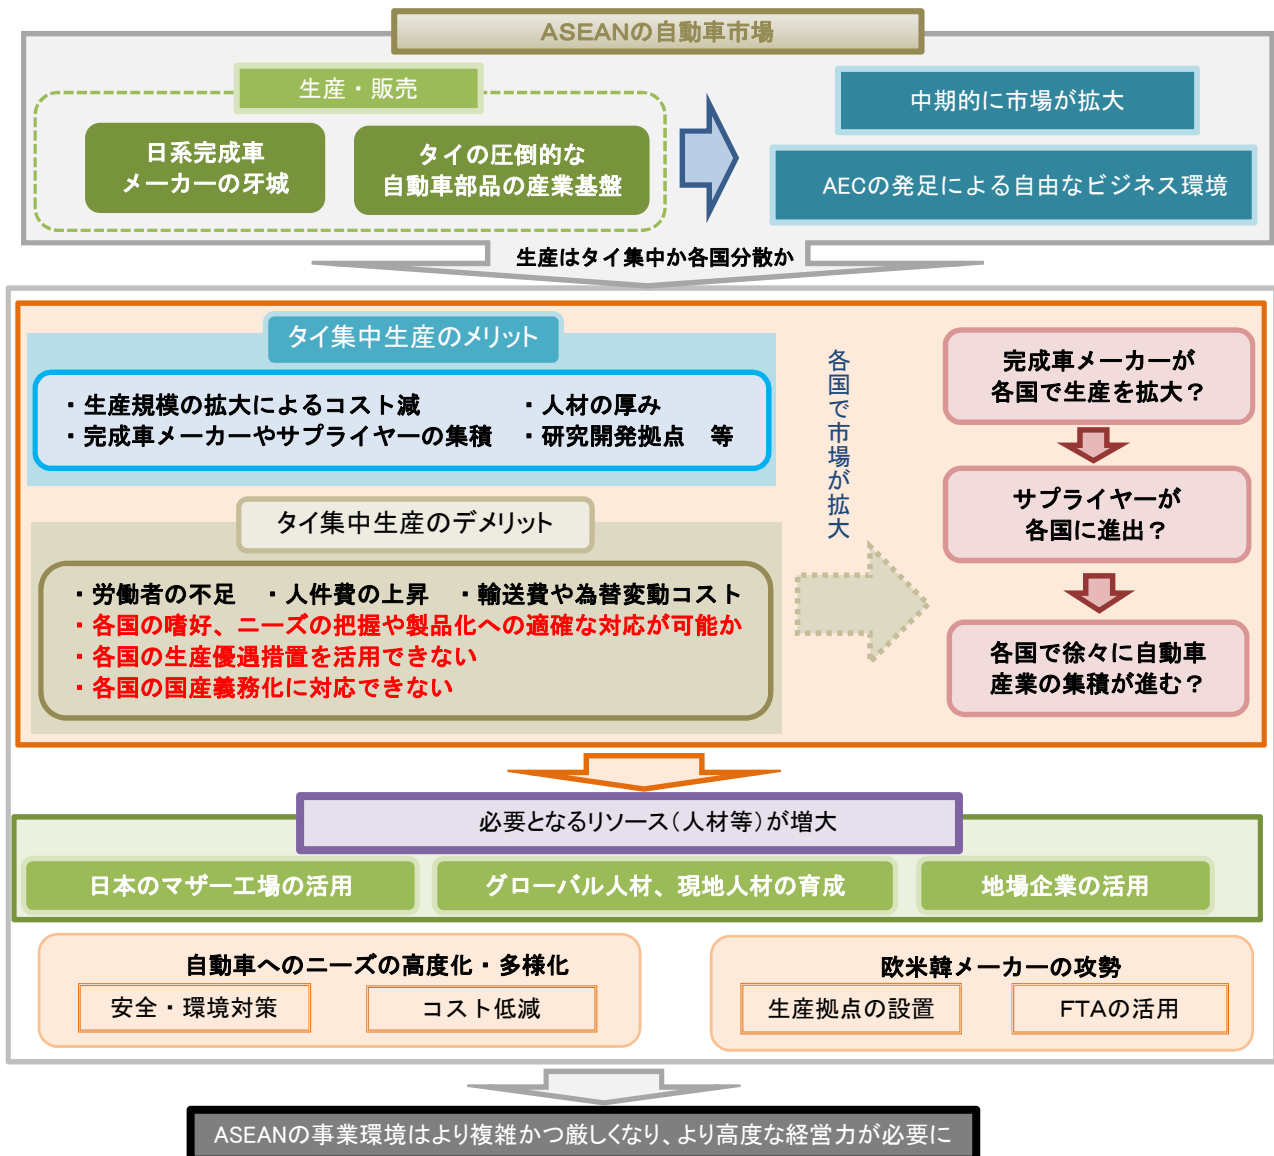 ASEANの自動車市場
生産・販売
日系完成車
メーカーの牙城
タイの圧倒的な
自動車部品の産業基盤
中期的に市場が拡大
AECの発足による自由なビジネス環境
生産はタイ集中か各国分散か
タイ集中生産のメリット
・生産規模の拡大によるコスト減 ・人材の厚み
・完成車メーカーやサプライヤーの集積 ・研究開発拠点 等
タイ集中生産のデメリット
・労働者の不足 ・人件費の上昇 ・輸送費や為替変動コスト
・各国の嗜好、ニーズの把握や製品化への適確な対応が可能か
・各国の生産優遇措置を活用できない
・各国の国産義務化に対応できない
各国で市場が拡大
完成車メーカーが
各国で生産を拡大？
サプライヤーが
各国に進出？
各国で徐々に自動車
産業の集積が進む？
必要となるリソース（人材等）が増大
日本のマザー工場の活用
グローバル人材、現地人材の育成
地場企業の活用
自動車へのニーズの高度化・多様化
安全・環境対策
コスト低減
欧米韓メーカーの攻勢
生産拠点の設置
FTAの活用
ASEANの事業環境はより複雑かつ厳しくなり、より高度な経営力が必要に